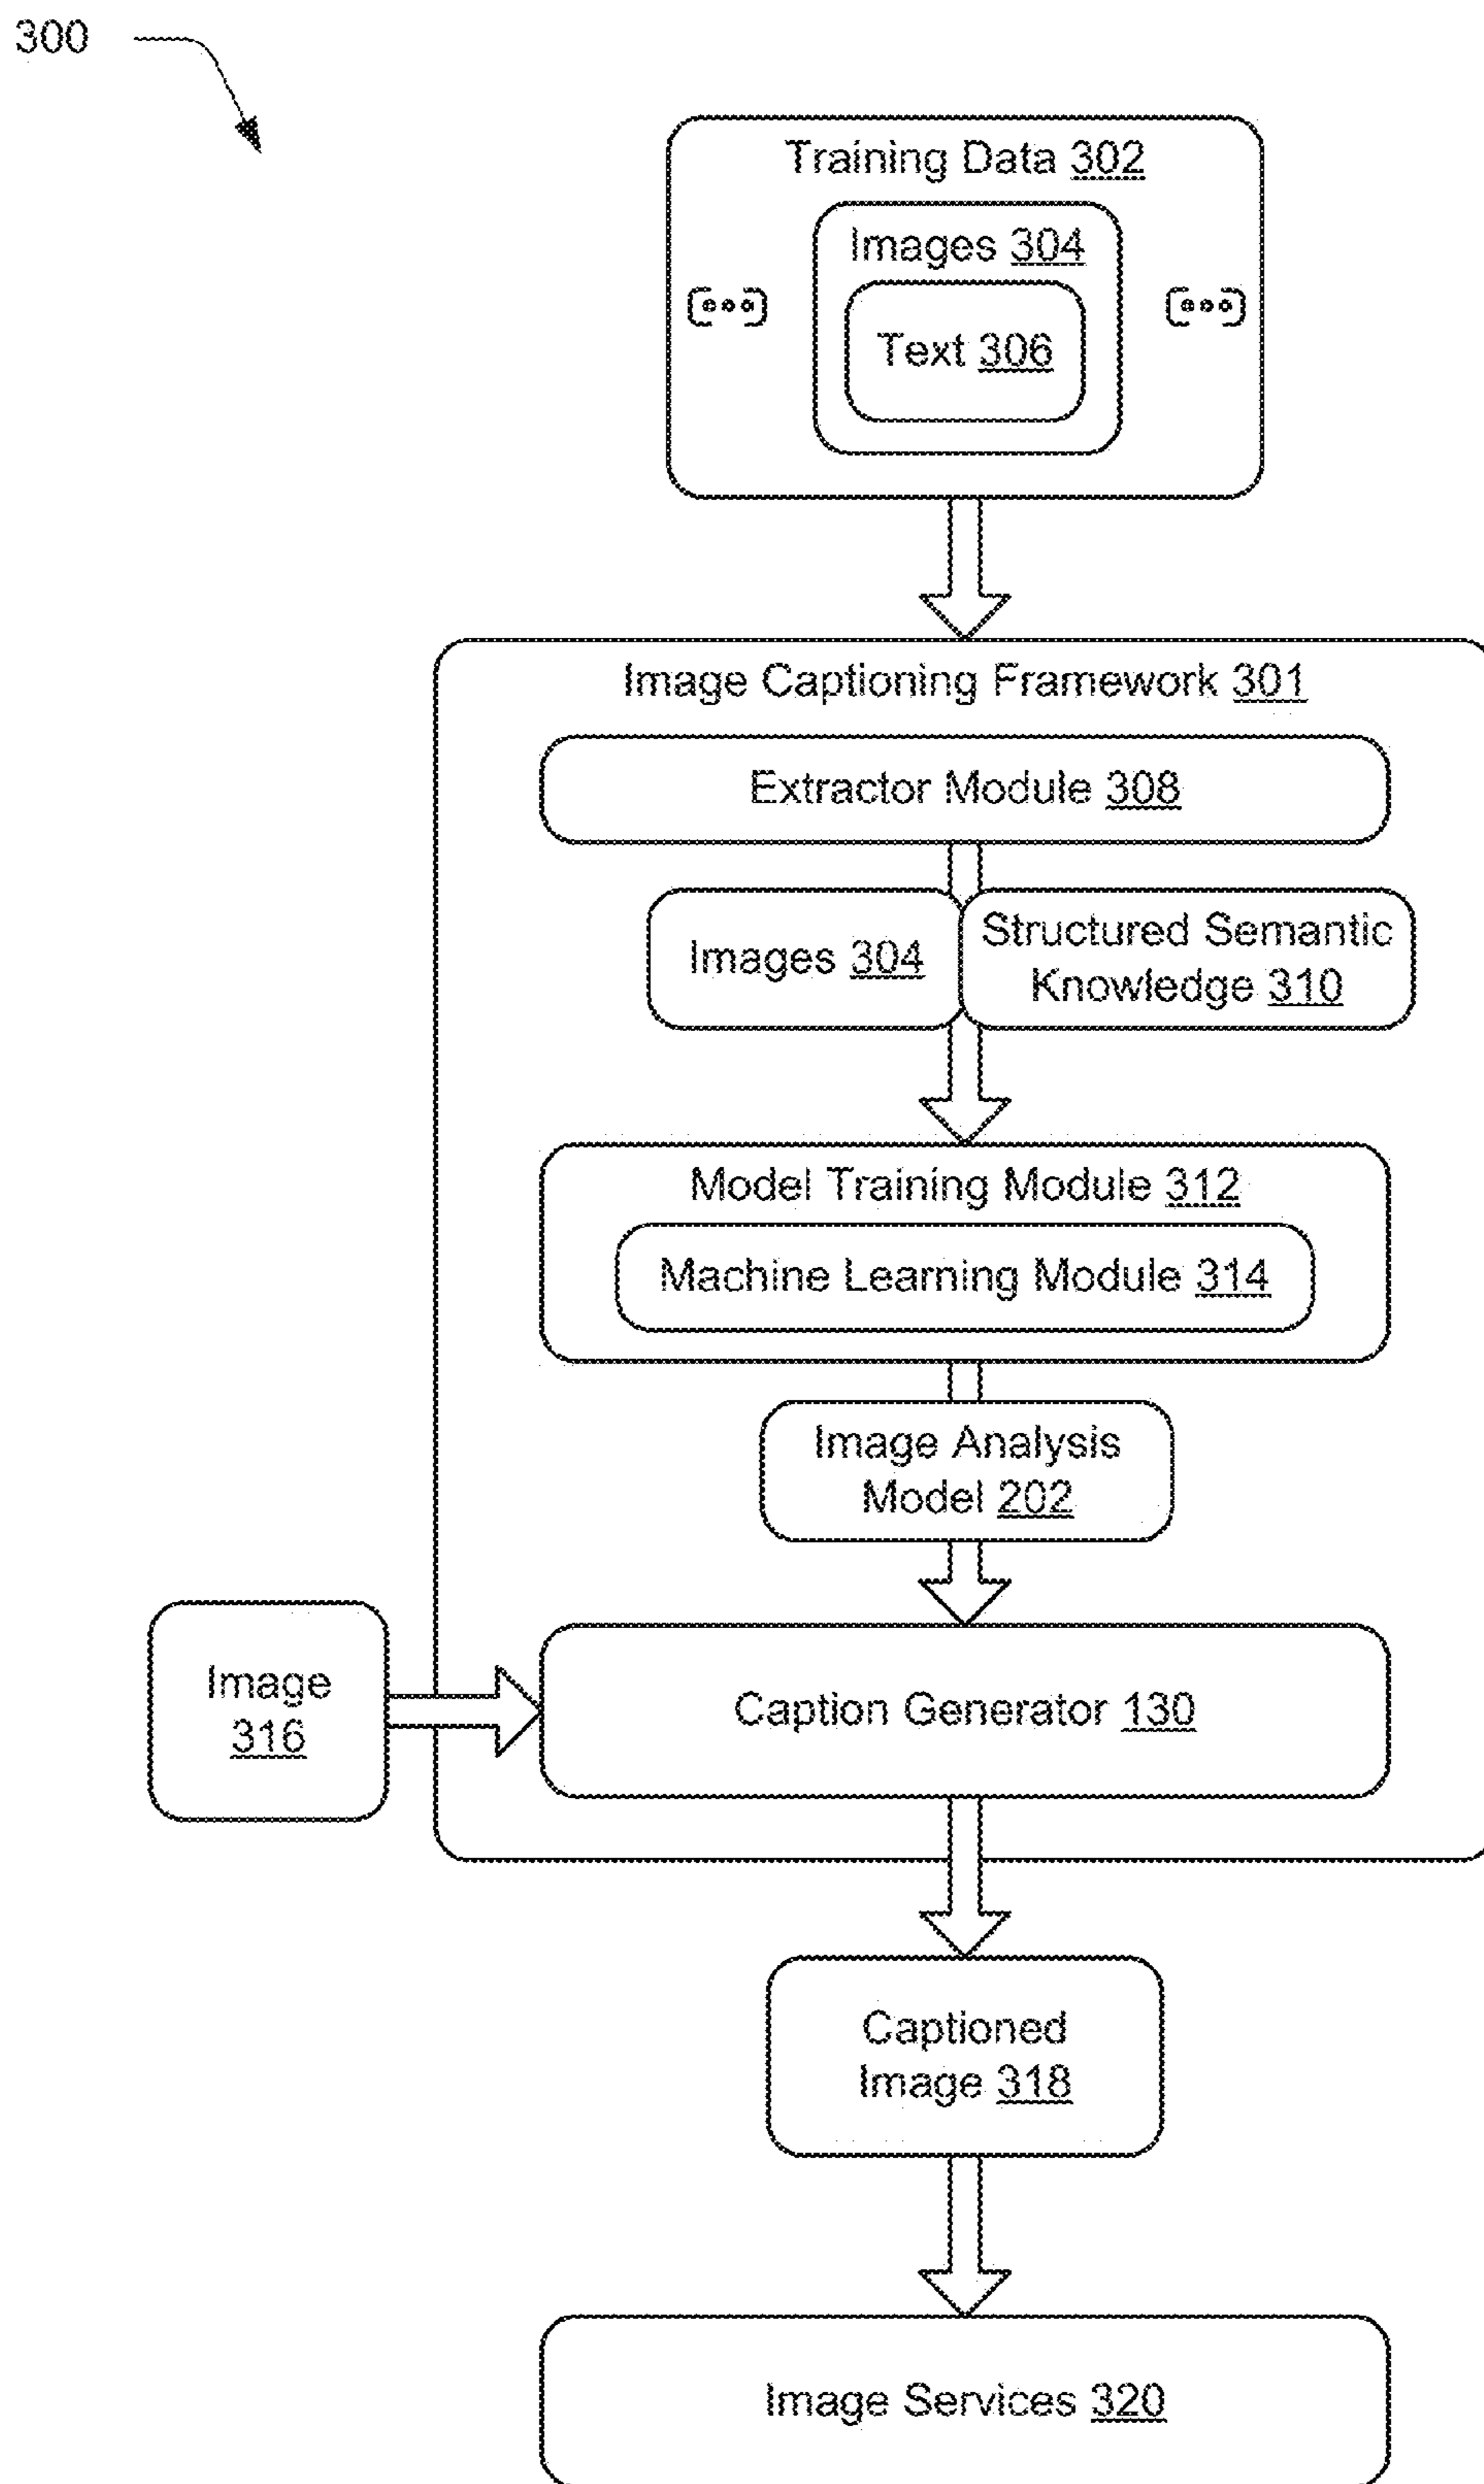 300
Training Data 302
Images 304
Text 306
Image Captioning Framework 301
Extractor Module 308
Images 304
Structured Semantic
Knowledge 310
Model Training Module 312
Machine Learning Module 314
Image Analysis
Model 202
Image
316
Caption Generator 130
Captioned
Image 318
Image Services 320